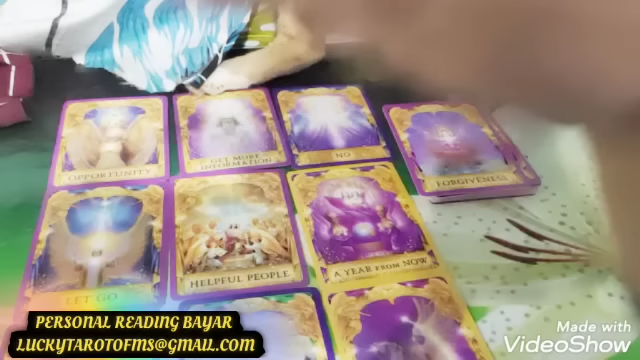 OPPORTUNITY
GET MORE
INFORMATION
NO
FORGIVENESS
LET GO
HELPFUL PEOPLE
A YEAR FROM NOW
PERSONAL READING BAYAR
LUCKYTAROTOFMS@GMAIL.COM
Made with
VideoShow